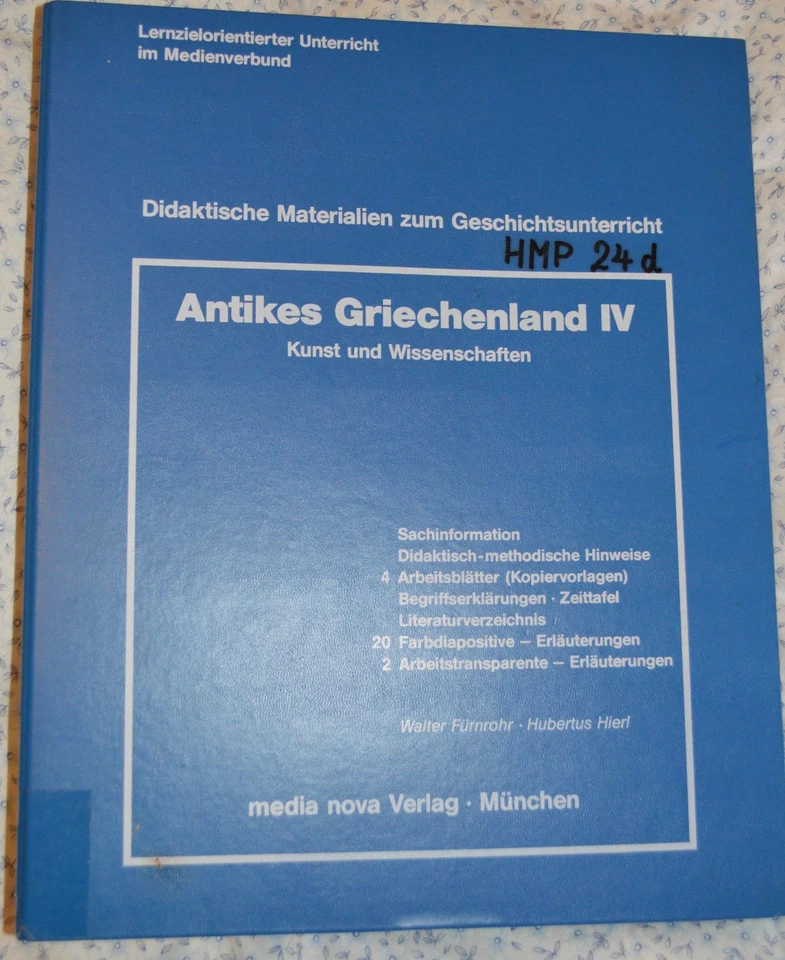 Lernzielorientierter Unterricht
im Medienverbund
Didaktische Materialien zum Geschichtsunterricht
HMP 24d
Antikes Griechenland IV
Kunst und Wissenschaften
Sachinformation
Didaktisch-methodische Hinweise
4 Arbeitsblätter (Kopiervorlagen)
Begriffserklärungen · Zeittafel
Literaturverzeichnis
20 Farbdiapositive – Erläuterungen
2 Arbeitstransparente – Erläuterungen
Walter Fürnrohr · Hubertus Hierl
media nova Verlag · München